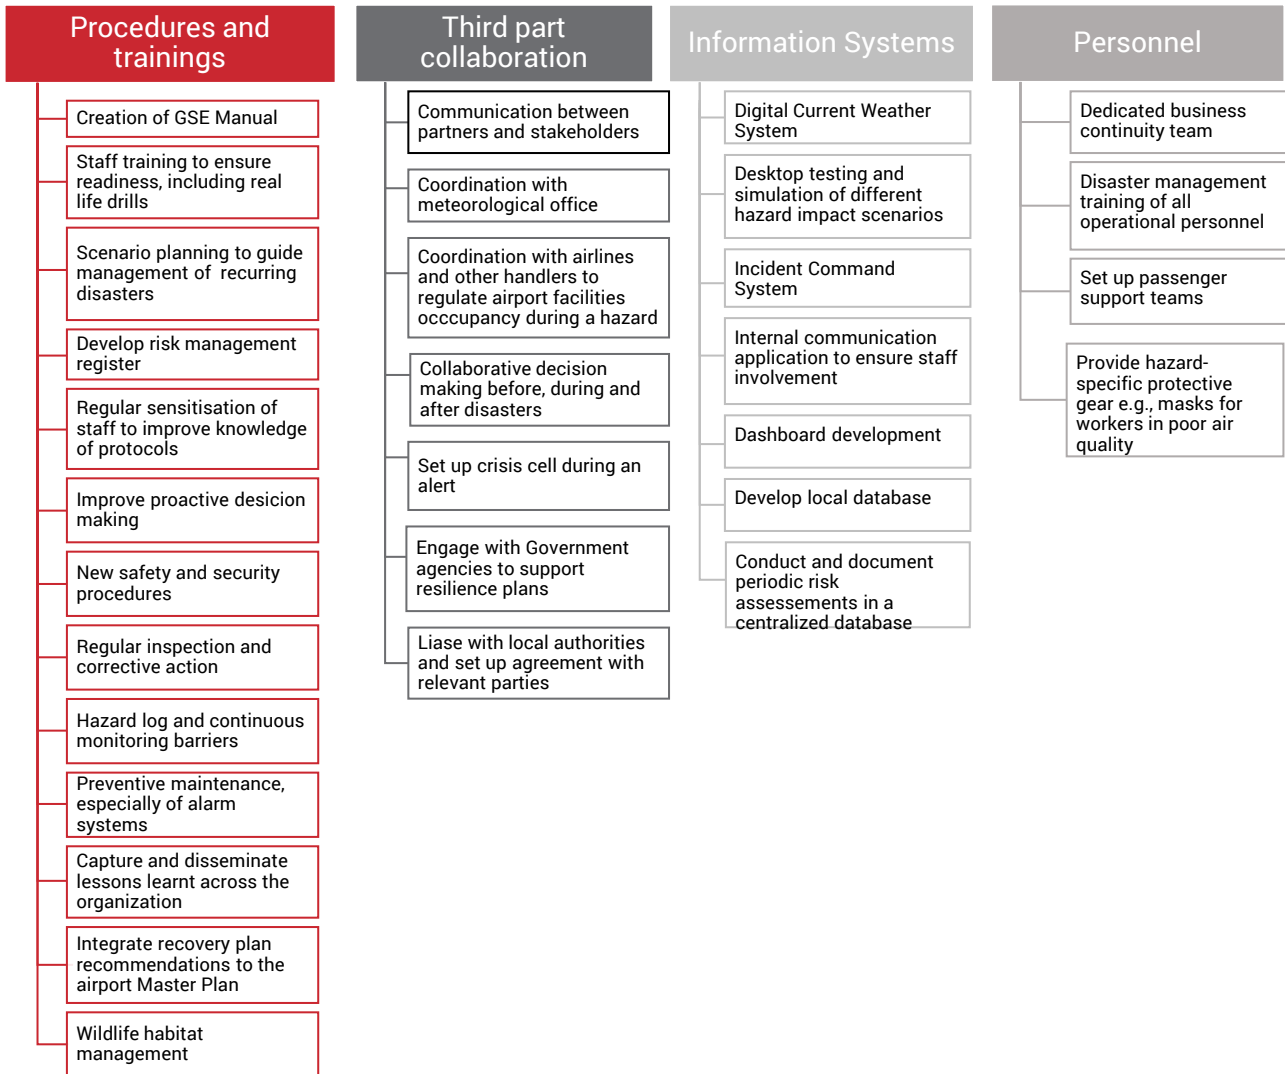 Procedures and
trainings
Creation of GSE Manual
Staff training to ensure
readiness, including real
life drills
Scenario planning to guide
management of recurring
disasters
Develop risk management
register
Regular sensitisation of
staff to improve knowledge
of protocols
Improve proactive desicion
making
New safety and security
procedures
Regular inspection and
corrective action
Hazard log and continuous
monitoring barriers
Preventive maintenance,
especially of alarm
systems
Capture and disseminate
lessons learnt across the
organization
Integrate recovery plan
recommendations to the
airport Master Plan
Wildlife habitat
management
Third part
collaboration
Communication between
partners and stakeholders
Coordination with
meteorological office
Coordination with airlines
and other handlers to
regulate airport facilities
occcupancy during a hazard
Collaborative decision
making before, during and
after disasters
Set up crisis cell during an
alert
Engage with Government
agencies to support
resilience plans
Liase with local authorities
and set up agreement with
relevant parties
Information Systems
Digital Current Weather
System
Desktop testing and
simulation of different
hazard impact scenarios
Incident Command
System
Internal communication
application to ensure staff
involvement
Dashboard development
Develop local database
Conduct and document
periodic risk
assessements in a
centralized database
Personnel
Dedicated business
continuity team
Disaster management
training of all
operational personnel
Set up passenger
support teams
Provide hazard-
specific protective
gear e.g., masks for
workers in poor air
quality